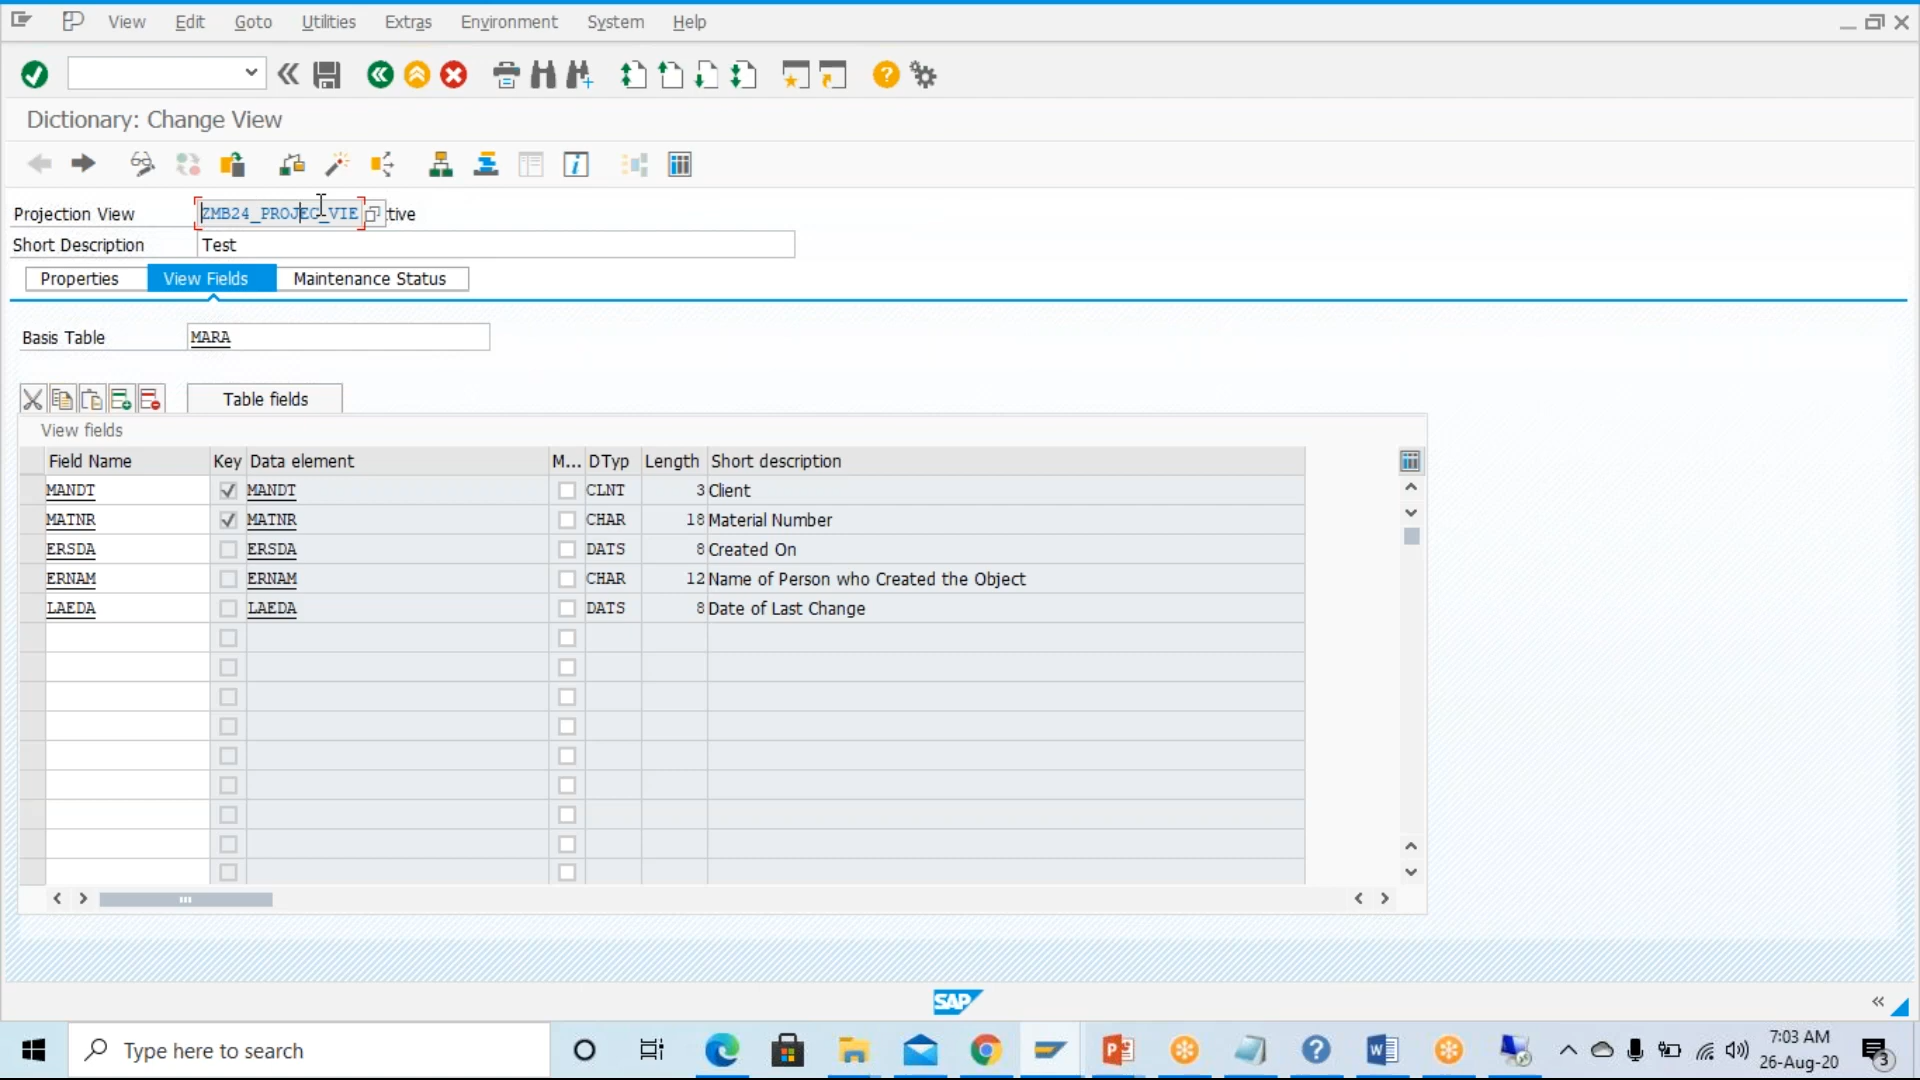 View Edit Goto Utilities Extras Environment System Help
Dictionary: Change View
Projection View ZMB24_PROJEC_VIE tive
Short Description Test
Properties View Fields Maintenance Status
Basis Table MARA
Table fields
View fields
Field Name Key Data element M... DTyp Length Short description
MANDT MANDT CLNT 3 Client
MATNR MATNR CHAR 18 Material Number
ERSDA ERSDA DATS 8 Created On
ERNAM ERNAM CHAR 12 Name of Person who Created the Object
LAEDA LAEDA DATS 8 Date of Last Change
SAP
Type here to search
7:03 AM
26-Aug-20
3